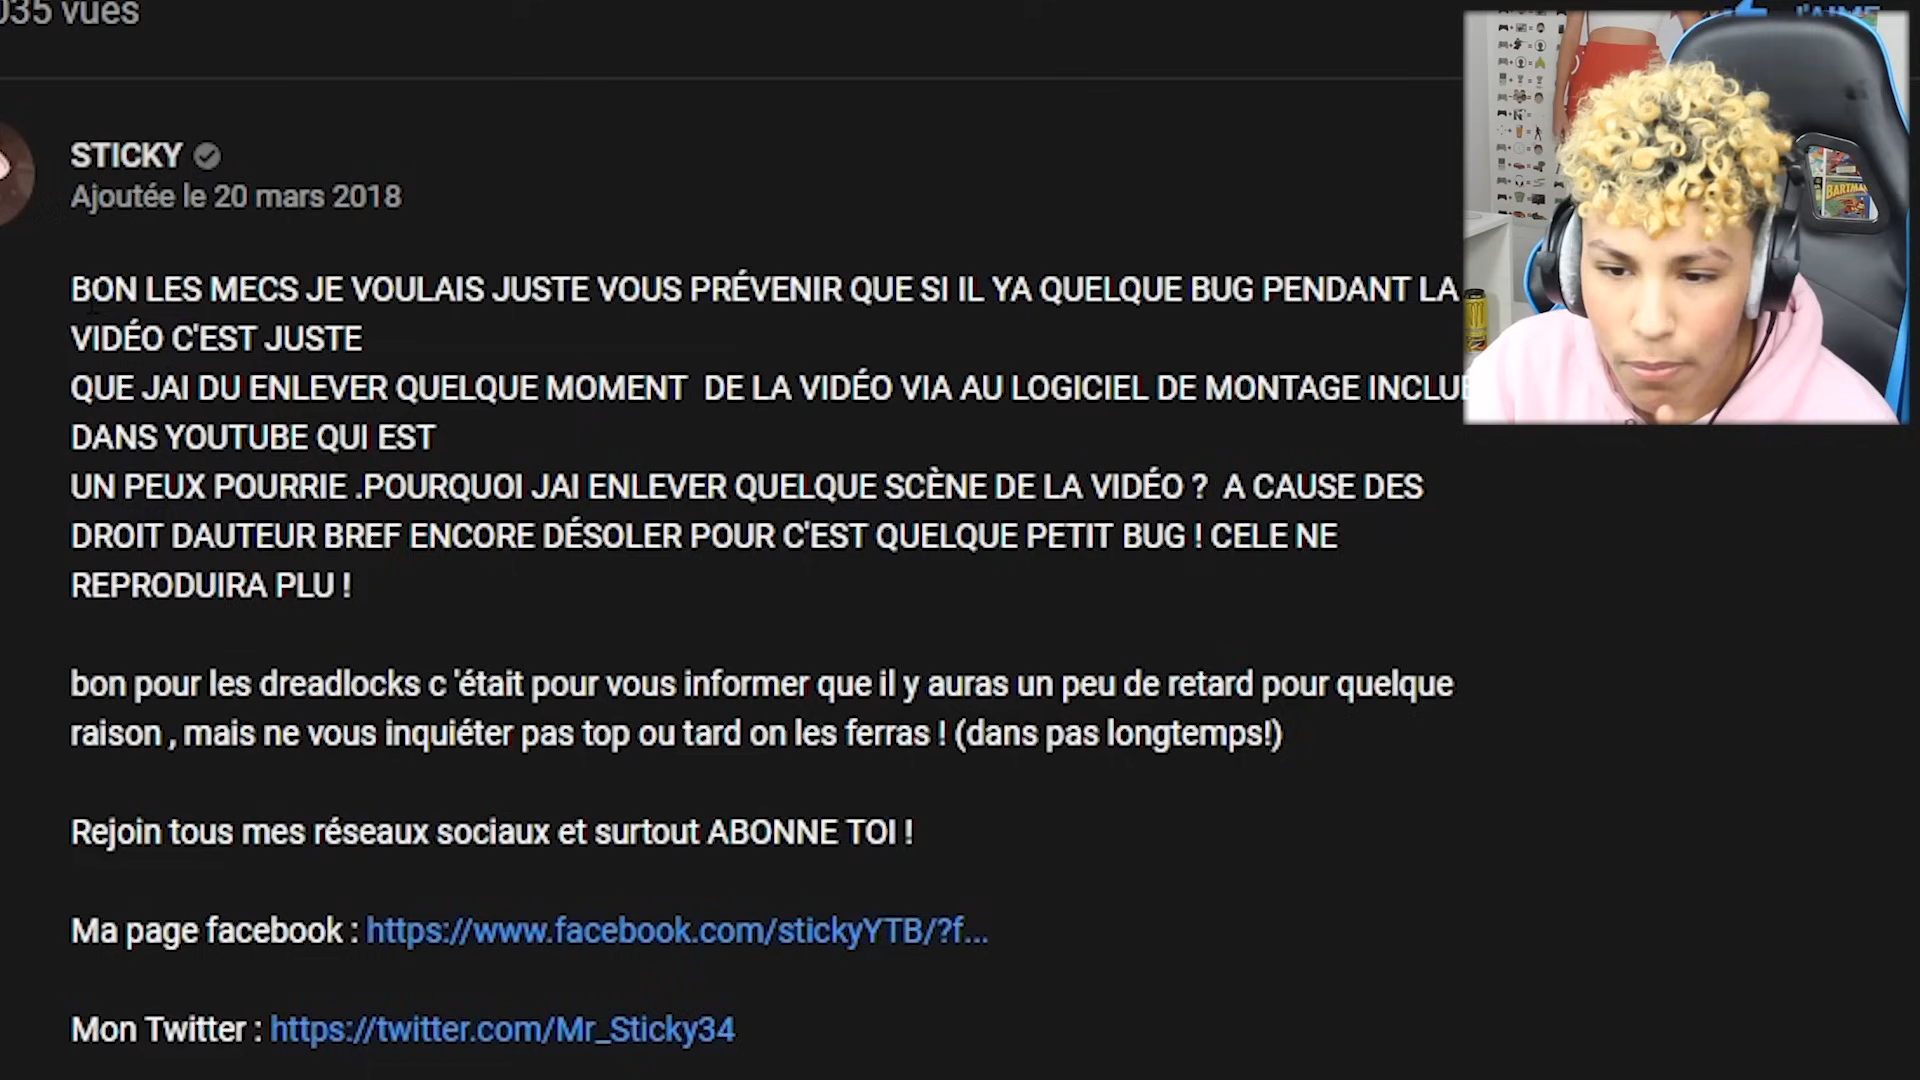 035 vues
J'AIME
STICKY
Ajoutée le 20 mars 2018
BON LES MECS JE VOULAIS JUSTE VOUS PRÉVENIR QUE SI IL YA QUELQUE BUG PENDANT LA
VIDÉO C'EST JUSTE
QUE JAI DU ENLEVER QUELQUE MOMENT  DE LA VIDÉO VIA AU LOGICIEL DE MONTAGE INCLUE
DANS YOUTUBE QUI EST
UN PEUX POURRIE .POURQUOI JAI ENLEVER QUELQUE SCÈNE DE LA VIDÉO ?  A CAUSE DES
DROIT DAUTEUR BREF ENCORE DÉSOLER POUR C'EST QUELQUE PETIT BUG ! CELE NE
REPRODUIRA PLU !
bon pour les dreadlocks c 'était pour vous informer que il y auras un peu de retard pour quelque
raison , mais ne vous inquiéter pas top ou tard on les ferras ! (dans pas longtemps!)
Rejoin tous mes réseaux sociaux et surtout ABONNE TOI !
Ma page facebook : https://www.facebook.com/stickyYTB/?f...
Mon Twitter : https://twitter.com/Mr_Sticky34
BARTMAN